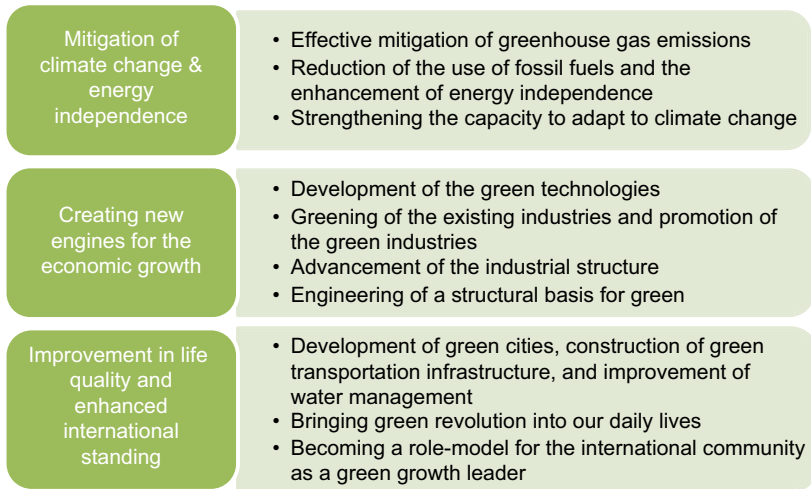 Mitigation of
climate change &
energy
independence
• Effective mitigation of greenhouse gas emissions
• Reduction of the use of fossil fuels and the
enhancement of energy independence
• Strengthening the capacity to adapt to climate change
Creating new
engines for the
economic growth
• Development of the green technologies
• Greening of the existing industries and promotion of
the green industries
• Advancement of the industrial structure
• Engineering of a structural basis for green
Improvement in life
quality and
enhanced
international
standing
• Development of green cities, construction of green
transportation infrastructure, and improvement of
water management
• Bringing green revolution into our daily lives
• Becoming a role-model for the international community
as a green growth leader